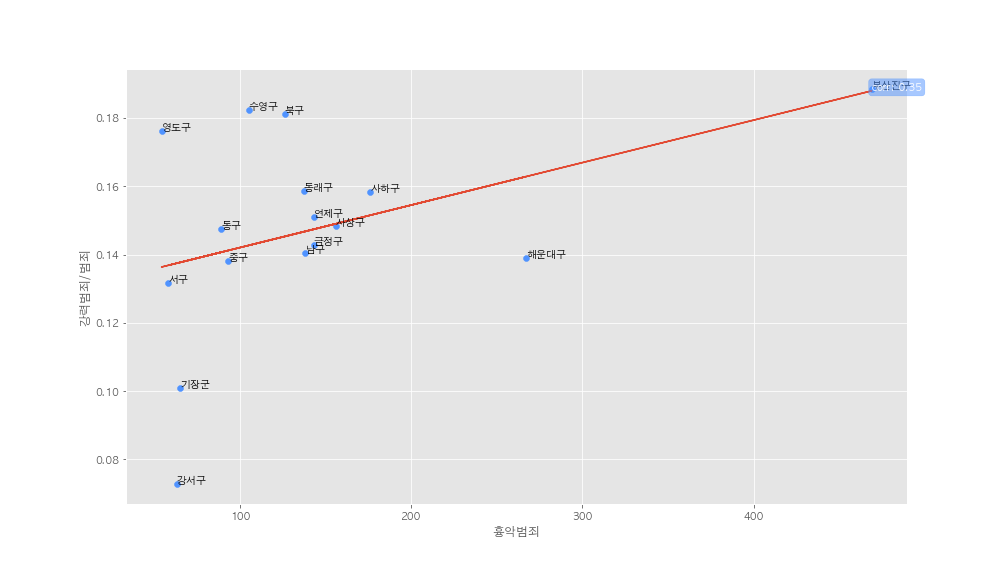 부산진구
corr: 0.35
0.18
수영구
북구
영도구
0.16
동래구
사하구
연제구
사상구
동구
금정구
남구
0.14
중구
해운대구
서구
0.12
0.10
기장군
0.08
강서구
강력범죄/범죄
100
200
300
400
흉악범죄